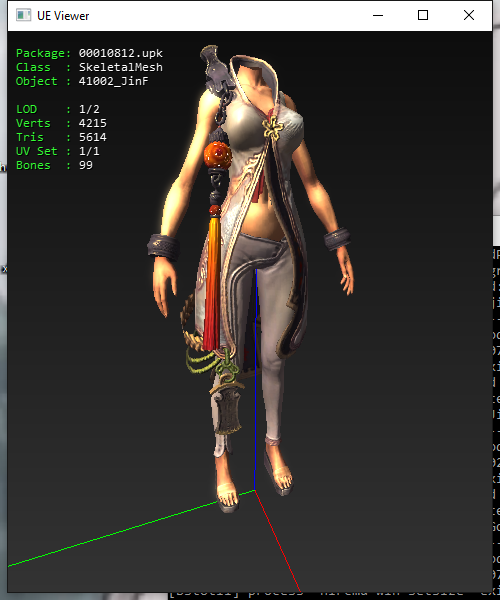 UE Viewer
Package: 00010812.upk
Class : SkeletalMesh
Object : 41002_JinF
LOD : 1/2
Verts : 4215
Tris : 5614
UV Set : 1/1
Bones : 99